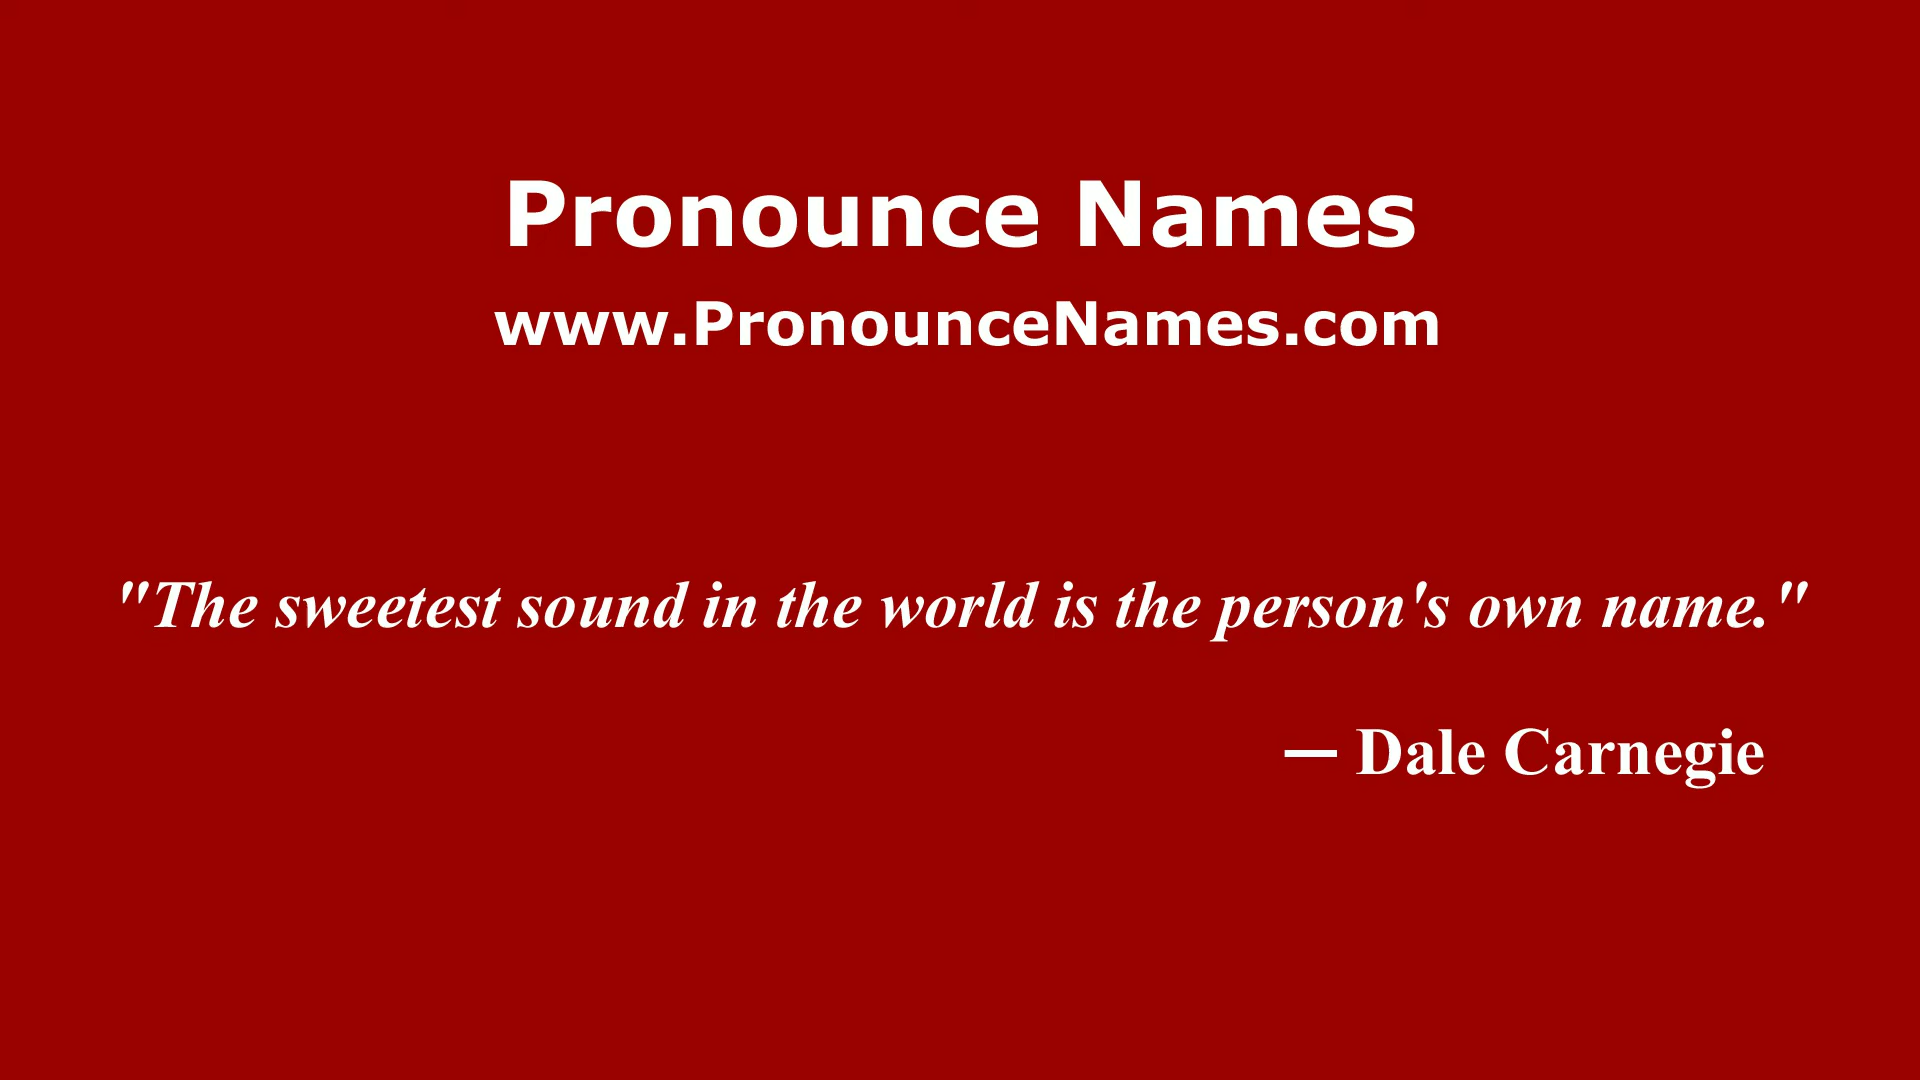 Pronounce Names
www.PronounceNames.com
"The sweetest sound in the world is the person's own name."
— Dale Carnegie